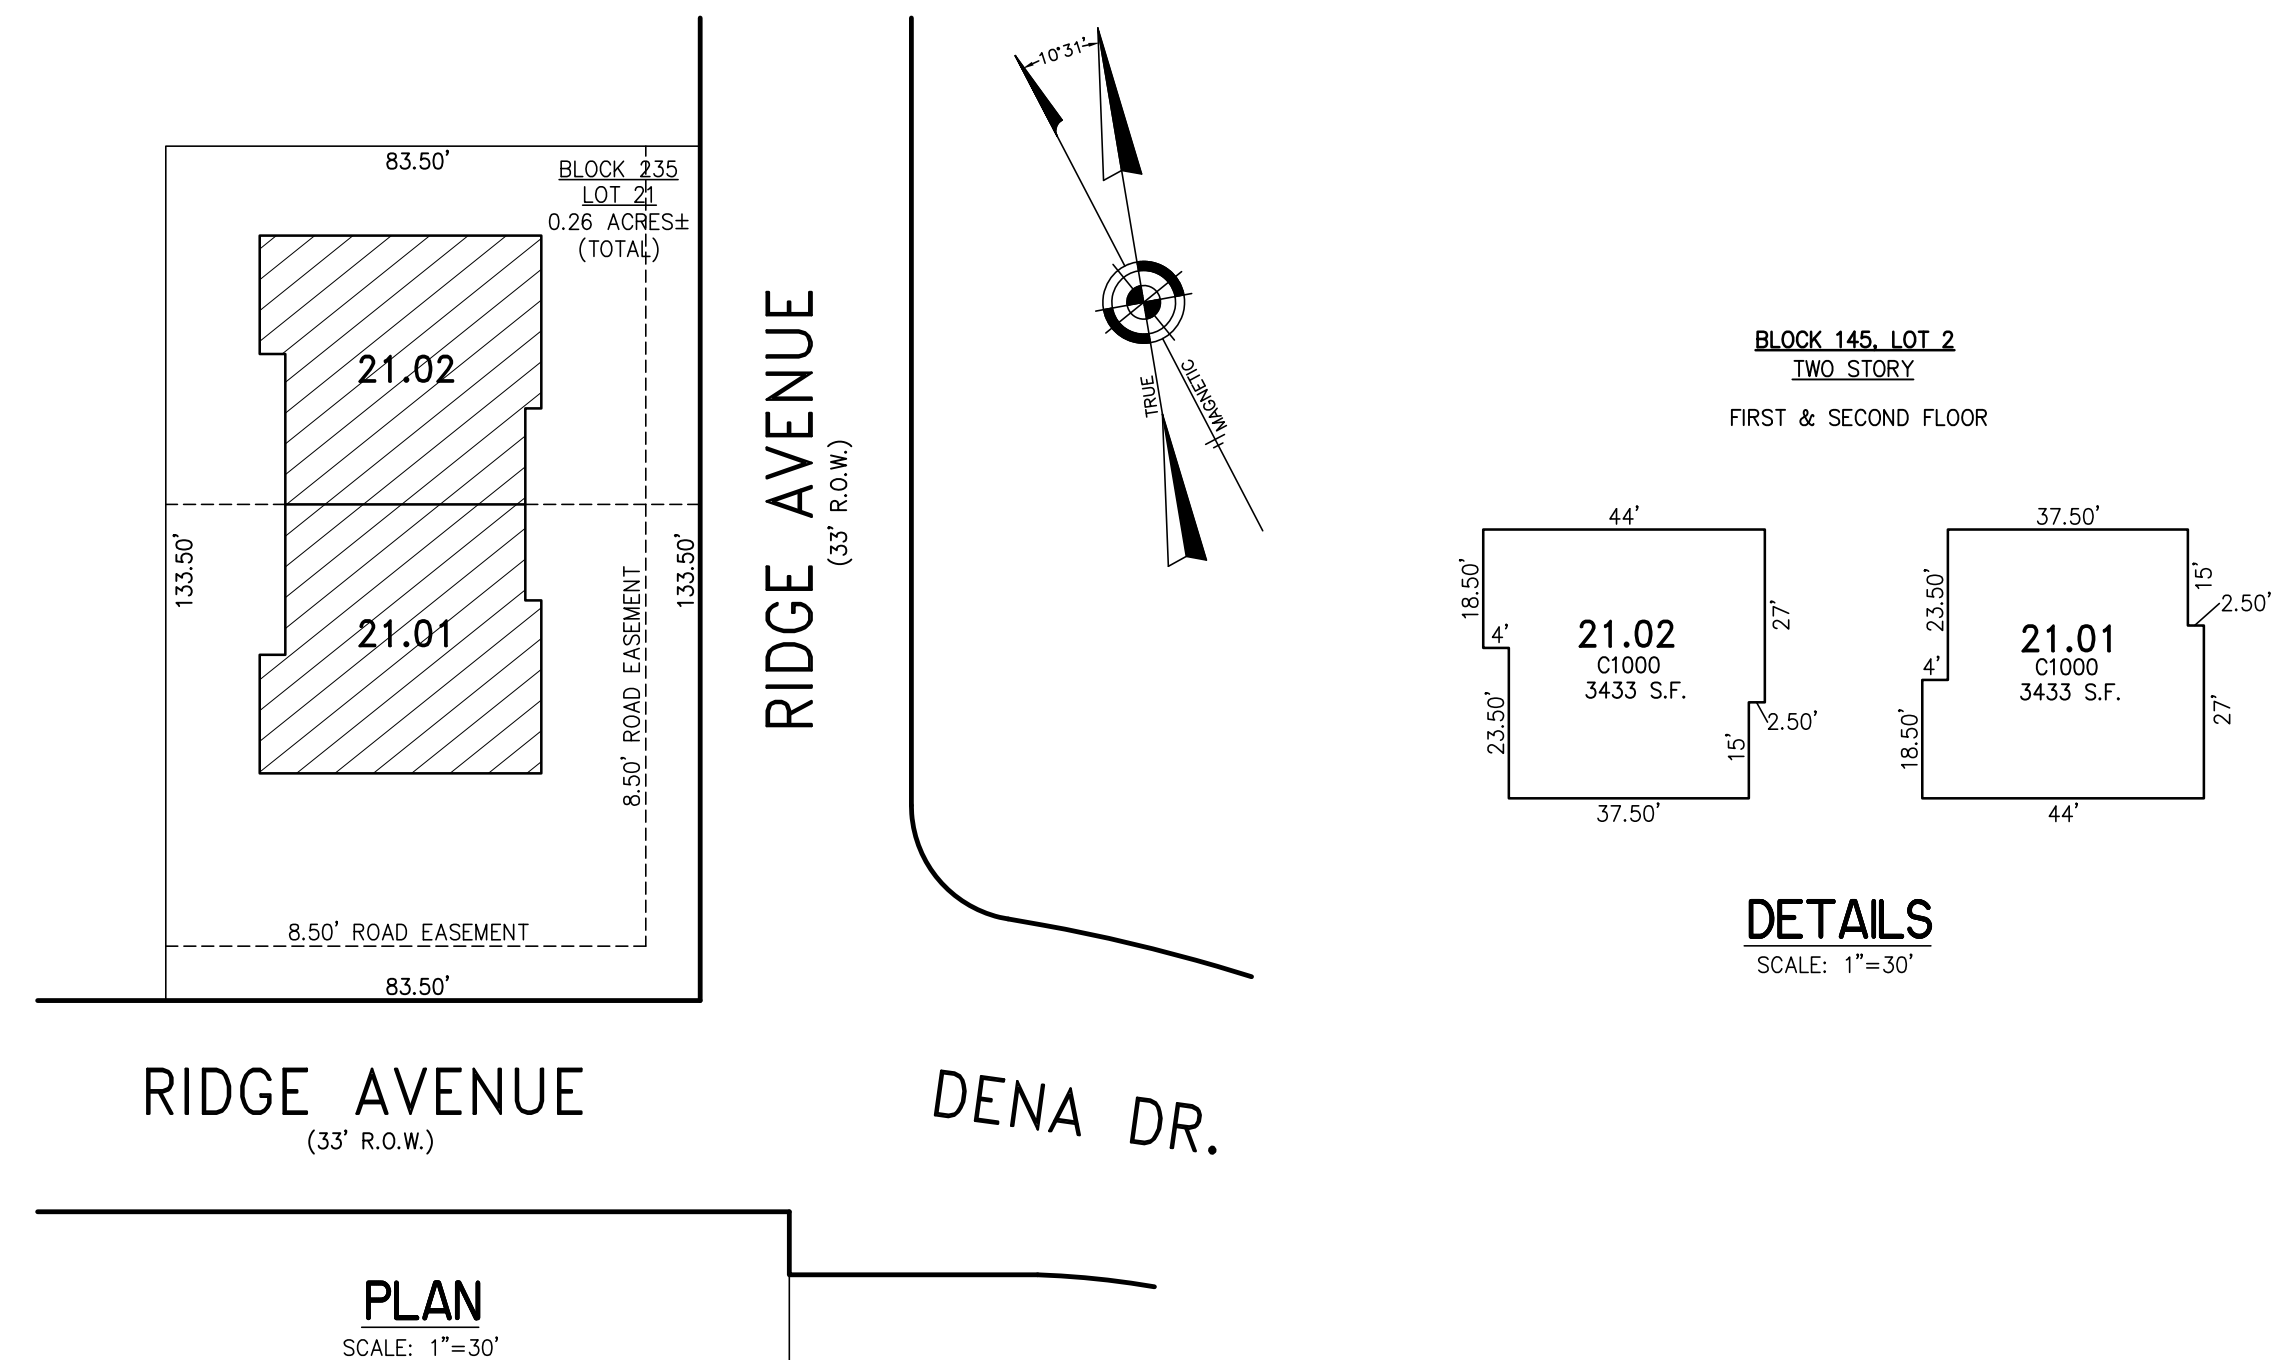 10°31'
83.50'
BLOCK 235
LOT 21
0.26 ACRES±
(TOTAL)
21.02
133.50'
133.50'
21.01
8.50' ROAD EASEMENT
8.50' ROAD EASEMENT
83.50'
RIDGE AVENUE
(33' R.O.W.)
TRUE
MAGNETIC
RIDGE AVENUE
(33' R.O.W.)
DENA DR.
PLAN
SCALE: 1"=30'
BLOCK 145, LOT 2
TWO STORY
FIRST & SECOND FLOOR
44'
18.50'
4'
23.50'
27'
2.50'
15'
21.02
C1000
3433 S.F.
37.50'
37.50'
23.50'
15'
2.50'
4'
18.50'
27'
21.01
C1000
3433 S.F.
44'
DETAILS
SCALE: 1"=30'